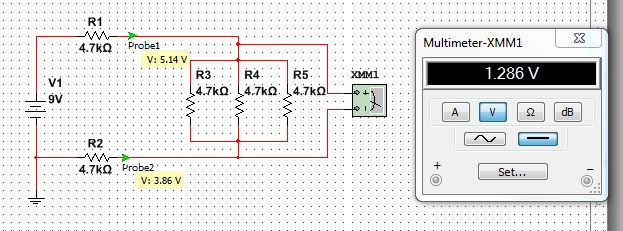 R1
4.7kΩ
Probe1
V: 5.14 V
V1
9V
R3
4.7kΩ
R4
4.7kΩ
R5
4.7kΩ
XMM1
R2
4.7kΩ
Probe2
V: 3.86 V
Multimeter-XMM1
1.286 V
A
V
Ω
dB
+
Set...
-